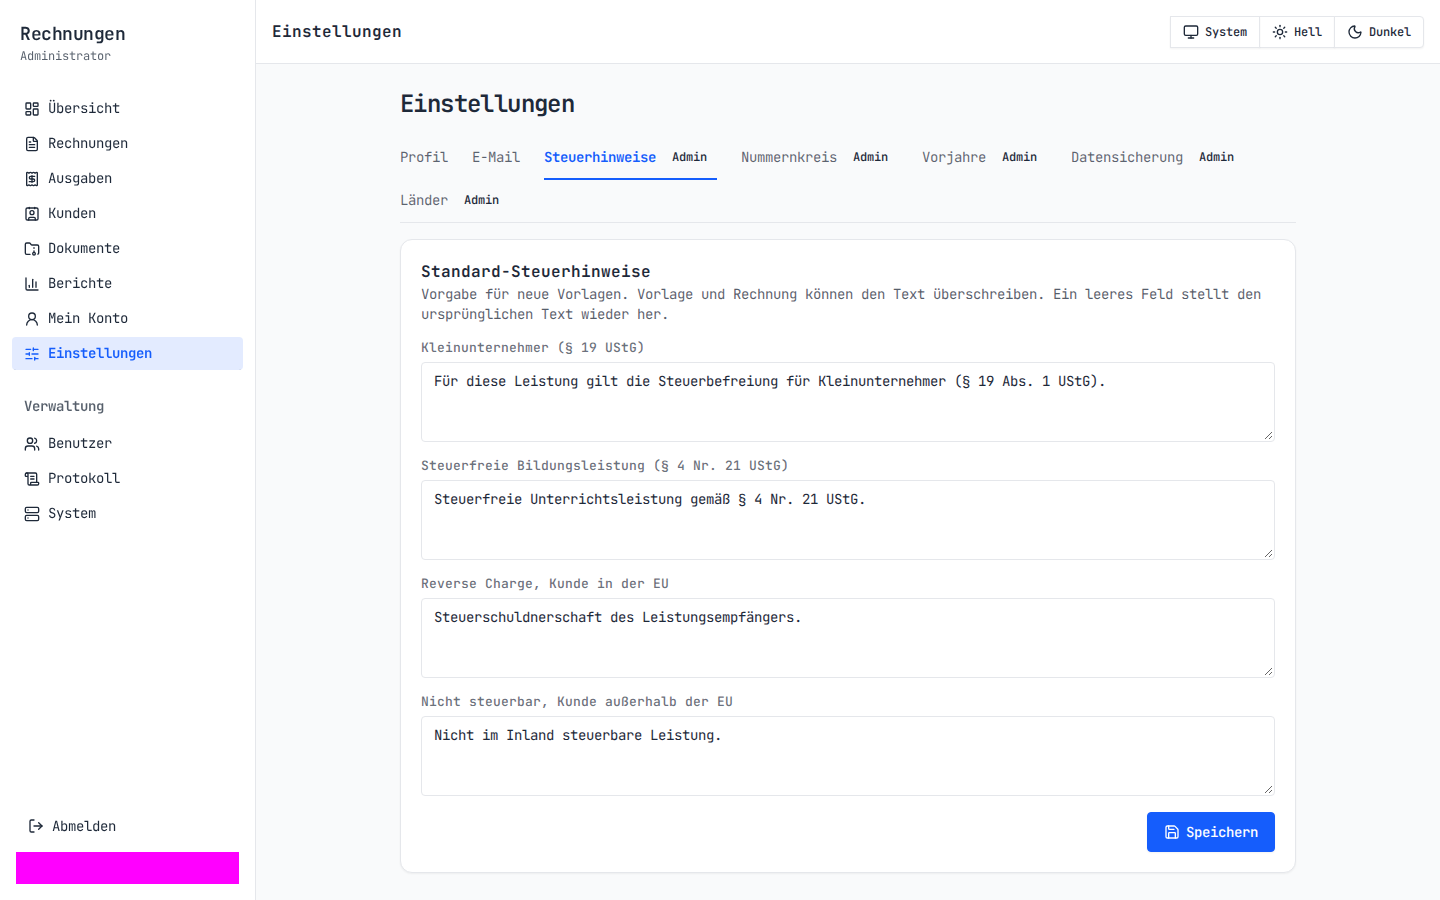 Rechnungen
Administrator
Übersicht
Rechnungen
Ausgaben
Kunden
Dokumente
Berichte
Mein Konto
Einstellungen
Verwaltung
Benutzer
Protokoll
System
Abmelden
Einstellungen
System Hell Dunkel
Einstellungen
Profil E-Mail Steuerhinweise Admin Nummernkreis Admin Vorjahre Admin Datensicherung Admin
Länder Admin
Standard-Steuerhinweise
Vorgabe für neue Vorlagen. Vorlage und Rechnung können den Text überschreiben. Ein leeres Feld stellt den
ursprünglichen Text wieder her.
Kleinunternehmer (§ 19 UStG)
Für diese Leistung gilt die Steuerbefreiung für Kleinunternehmer (§ 19 Abs. 1 UStG).
Steuerfreie Bildungsleistung (§ 4 Nr. 21 UStG)
Steuerfreie Unterrichtsleistung gemäß § 4 Nr. 21 UStG.
Reverse Charge, Kunde in der EU
Steuerschuldnerschaft des Leistungsempfängers.
Nicht steuerbar, Kunde außerhalb der EU
Nicht im Inland steuerbare Leistung.
Speichern